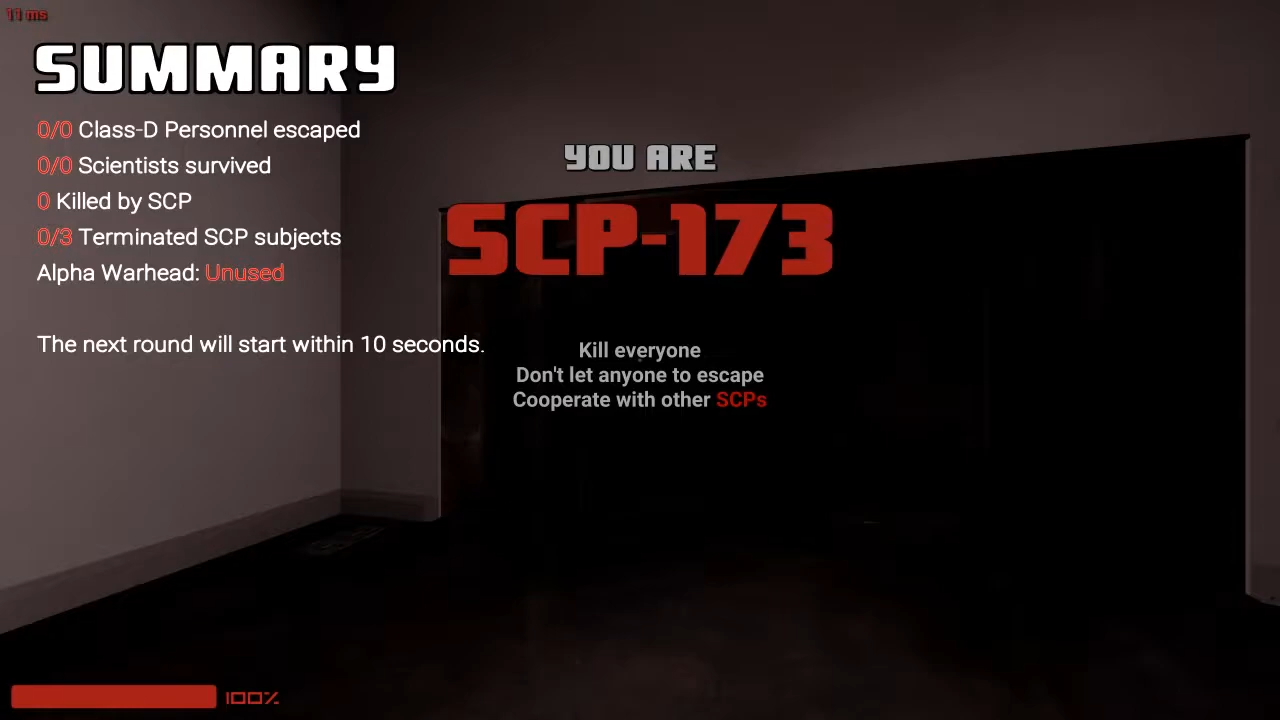 11 ms
SUMMARY
0/0 Class-D Personnel escaped
0/0 Scientists survived
0 Killed by SCP
0/3 Terminated SCP subjects
Alpha Warhead: Unused
The next round will start within 10 seconds.
YOU ARE
SCP-173
Kill everyone
Don't let anyone to escape
Cooperate with other SCPs
100%